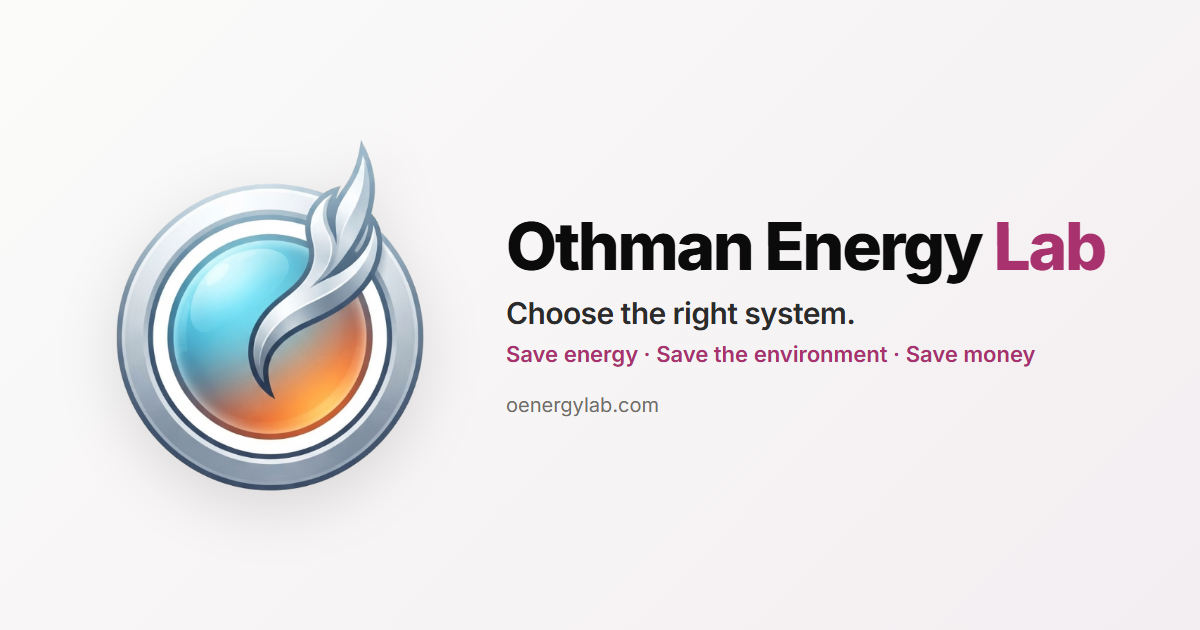 Othman Energy Lab
Choose the right system.
Save energy · Save the environment · Save money
oenergylab.com